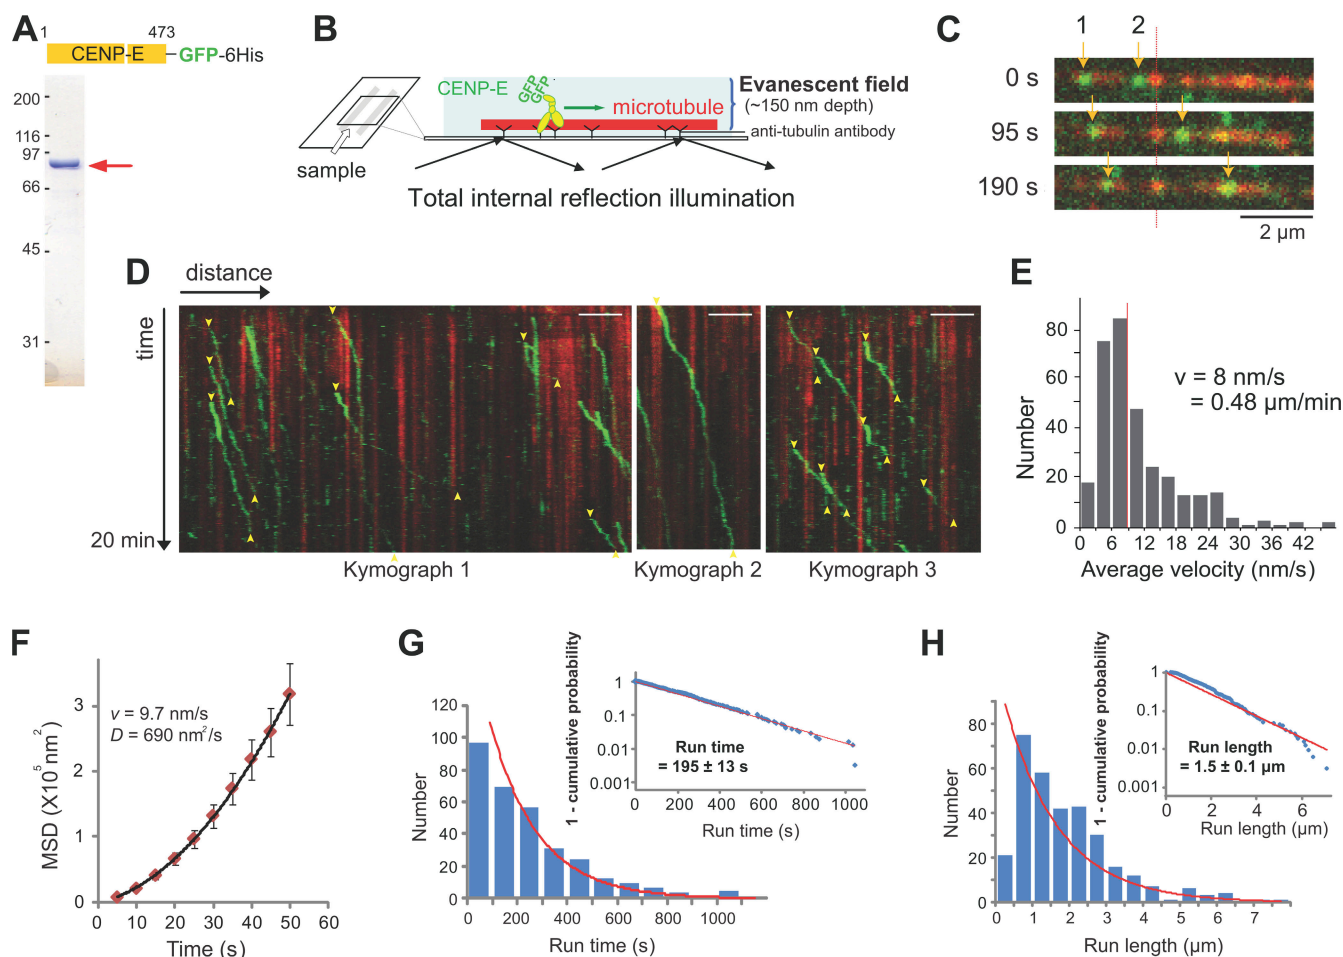 A
1
473
CENP-E
GFP-6His
200
116
97
66
45
31
B
CENP-E
GFP
GFP
microtubule
Evanescent field
(~150 nm depth)
anti-tubulin antibody
sample
Total internal reflection illumination
C
1 2
0 s
95 s
190 s
2 µm
D
distance
time
20 min
Kymograph 1
Kymograph 2
Kymograph 3
E
Number
80
60
40
20
0
v = 8 nm/s
= 0.48 µm/min
0 6 12 18 24 30 36 42
Average velocity (nm/s)
F
MSD (X10⁵ nm²)
3
2
1
0
v = 9.7 nm/s
D = 690 nm²/s
0 10 20 30 40 50 60
Time (s)
G
Number
120
100
80
60
40
20
0
0 200 400 600 800 1000
Run time (s)
1 - cumulative probability
1
0.1
0.01
0.001
Run time
= 195 ± 13 s
0 200 400 600 800 1000
Run time (s)
H
Number
80
60
40
20
0
0 1 2 3 4 5 6 7
Run length (µm)
1 - cumulative probability
1
0.1
0.01
0.001
Run length
= 1.5 ± 0.1 µm
0 2 4 6
Run length (µm)